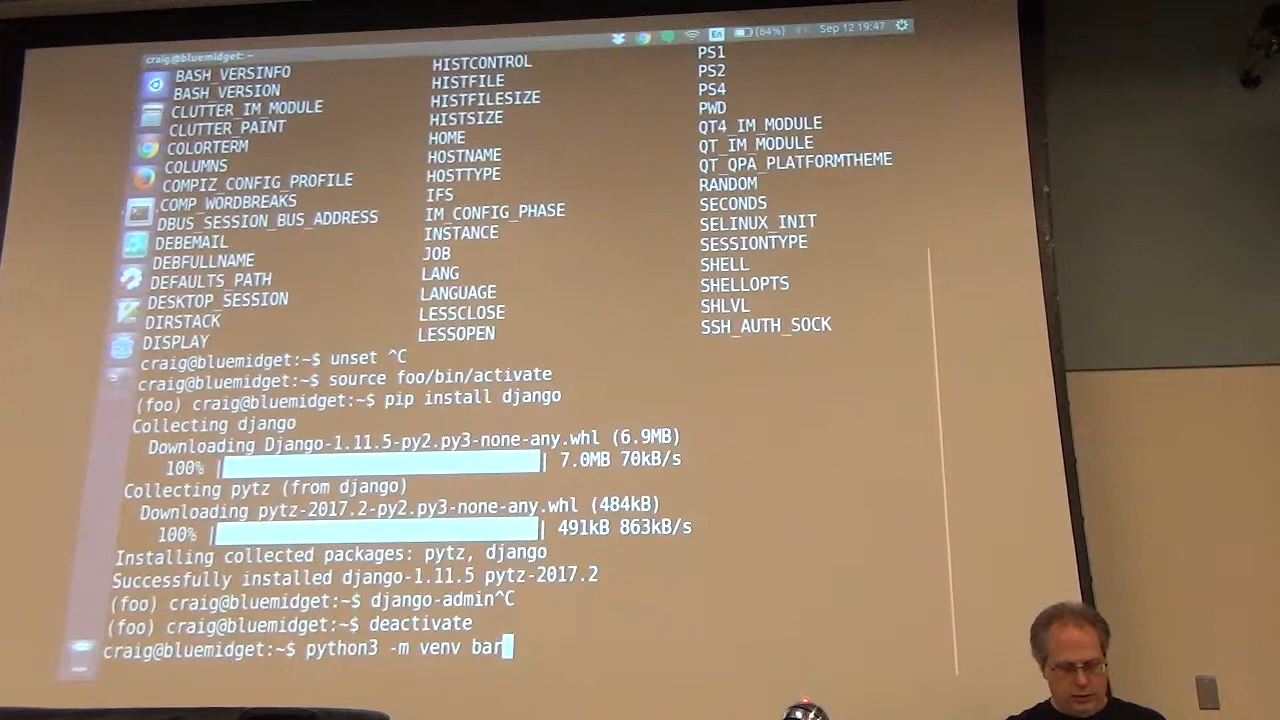 craig@bluemidget: ~
En (64%) Sep 12 19:47
BASH_VERSINFO HISTCONTROL PS1
BASH_VERSION HISTFILE PS2
CLUTTER_IM_MODULE HISTFILESIZE PS4
CLUTTER_PAINT HISTSIZE PWD
COLORTERM HOME QT4_IM_MODULE
COLUMNS HOSTNAME QT_IM_MODULE
COMPIZ_CONFIG_PROFILE HOSTTYPE QT_QPA_PLATFORMTHEME
COMP_WORDBREAKS IFS RANDOM
DBUS_SESSION_BUS_ADDRESS IM_CONFIG_PHASE SECONDS
DEBEMAIL INSTANCE SELINUX_INIT
DEBFULLNAME JOB SESSIONTYPE
DEFAULTS_PATH LANG SHELL
DESKTOP_SESSION LANGUAGE SHELLOPTS
DIRSTACK LESSCLOSE SHLVL
DISPLAY LESSOPEN SSH_AUTH_SOCK
craig@bluemidget:~$ unset ^C
craig@bluemidget:~$ source foo/bin/activate
(foo) craig@bluemidget:~$ pip install django
Collecting django
Downloading Django-1.11.5-py2.py3-none-any.whl (6.9MB)
100% | | 7.0MB 70kB/s
Collecting pytz (from django)
Downloading pytz-2017.2-py2.py3-none-any.whl (484kB)
100% | | 491kB 863kB/s
Installing collected packages: pytz, django
Successfully installed django-1.11.5 pytz-2017.2
(foo) craig@bluemidget:~$ django-admin^C
(foo) craig@bluemidget:~$ deactivate
craig@bluemidget:~$ python3 -m venv bar